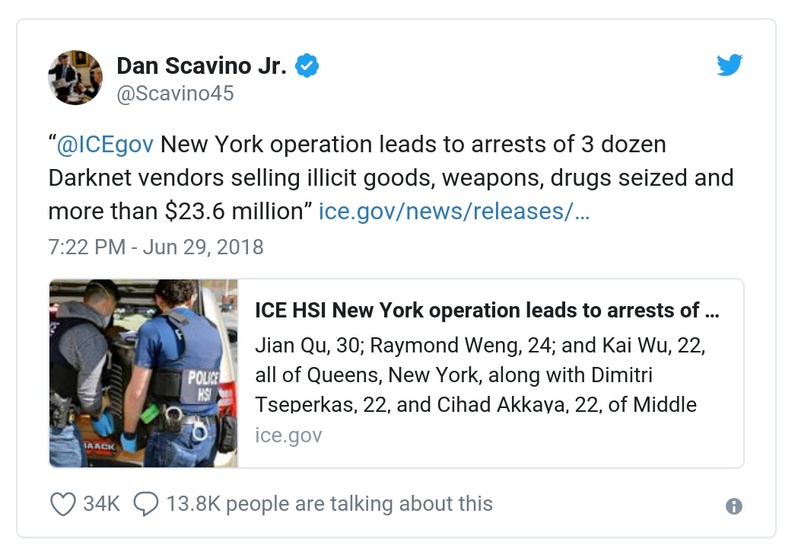 Dan Scavino Jr.
@Scavino45
“@ICEgov New York operation leads to arrests of 3 dozen
Darknet vendors selling illicit goods, weapons, drugs seized and
more than $23.6 million” ice.gov/news/releases/…
7:22 PM - Jun 29, 2018
ICE HSI New York operation leads to arrests of ...
Jian Qu, 30; Raymond Weng, 24; and Kai Wu, 22,
all of Queens, New York, along with Dimitri
Tseperkas, 22, and Cihad Akkaya, 22, of Middle
ice.gov
POLICE
HSI
34K 13.8K people are talking about this